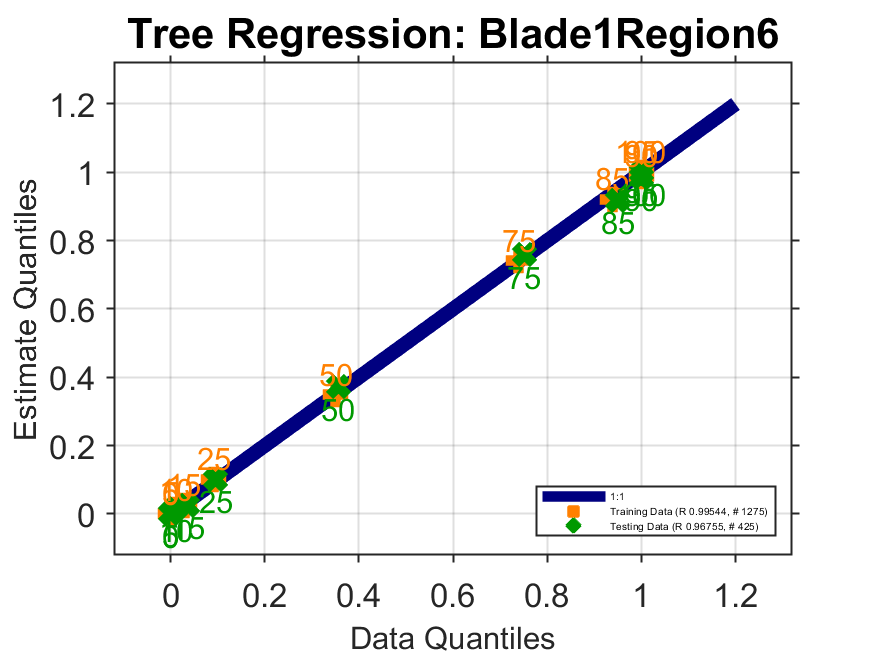 Tree Regression: Blade1Region6
Estimate Quantiles
1.2
1
0.8
0.6
0.4
0.2
0
0 0.2 0.4 0.6 0.8 1 1.2
Data Quantiles
85
85
75
75
50
50
25
25
1:1
Training Data (R 0.99544, # 1275)
Testing Data (R 0.96755, # 425)